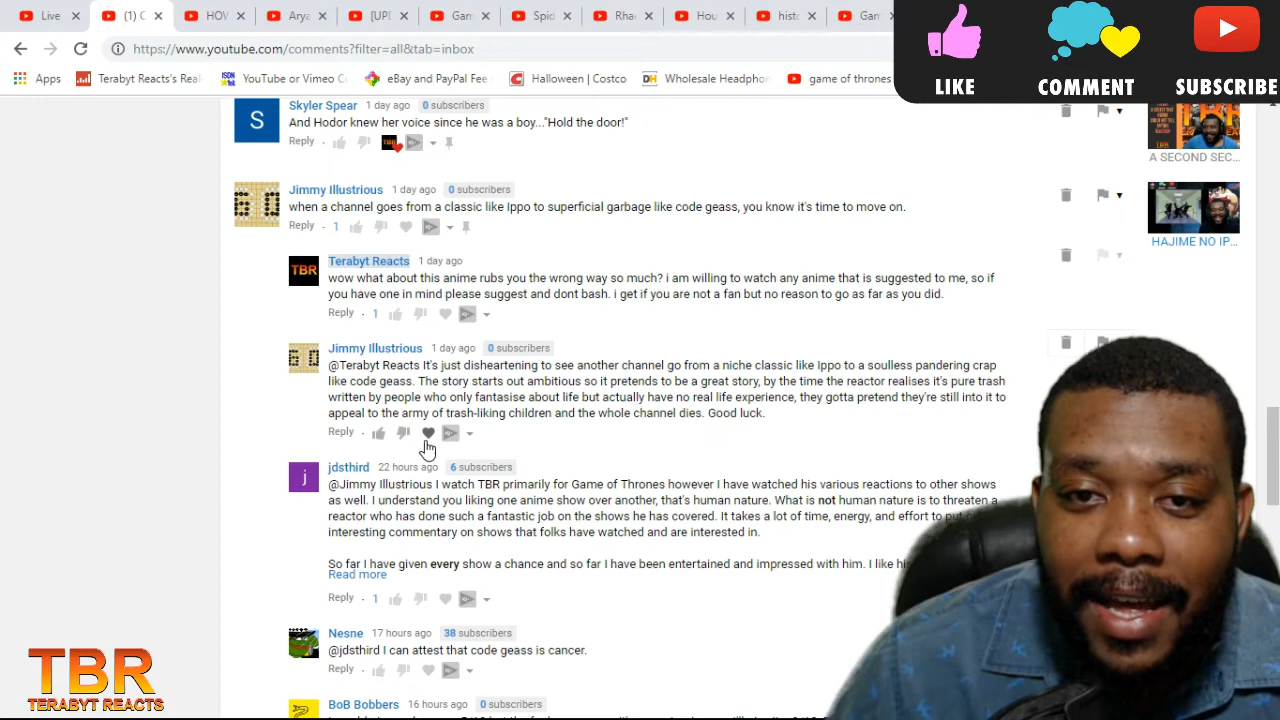 Live
(1) C
HOV
Arya
[UPD
Gam
Spid
Rha
Hou
hist
Gam
https://www.youtube.com/comments?filter=all&tab=inbox
Apps
Terabyt Reacts's Rea
YouTube or Vimeo C
eBay and PayPal Fee
Halloween | Costco
Wholesale Headphon
game of thrones
LIKE
COMMENT
SUBSCRIBE
S
Skyler Spear 1 day ago 0 subscribers
And Hodor knew her voice since he was a boy..."Hold the door!"
Reply
A SECOND SEC...
Jimmy Illustrious 1 day ago 0 subscribers
when a channel goes from a classic like Ippo to superficial garbage like code geass, you know it's time to move on.
Reply · 1
HAJIME NO IP...
TBR
Terabyt Reacts 1 day ago
wow what about this anime rubs you the wrong way so much? i am willing to watch any anime that is suggested to me, so if
you have one in mind please suggest and dont bash. i get if you are not a fan but no reason to go as far as you did.
Reply · 1
Jimmy Illustrious 1 day ago 0 subscribers
@Terabyt Reacts It's just disheartening to see another channel go from a niche classic like Ippo to a soulless pandering crap
like code geass. The story starts out ambitious so it pretends to be a great story, by the time the reactor realises it's pure trash
written by people who only fantasise about life but actually have no real life experience, they gotta pretend they're still into it to
appeal to the army of trash-liking children and the whole channel dies. Good luck.
Reply ·
j
jdsthird 22 hours ago 6 subscribers
@Jimmy Illustrious I watch TBR primarily for Game of Thrones however I have watched his various reactions to other shows
as well. I understand you liking one anime show over another, that's human nature. What is not human nature is to threaten a
reactor who has done such a fantastic job on the shows he has covered. It takes a lot of time, energy, and effort to put
interesting commentary on shows that folks have watched and are interested in.
So far I have given every show a chance and so far I have been entertained and impressed with him. I like
Read more
Reply · 1
Nesne 17 hours ago 38 subscribers
@jdsthird I can attest that code geass is cancer.
Reply ·
BoB Bobbers 16 hours ago 0 subscribers
TBR
TERABYT REACTS